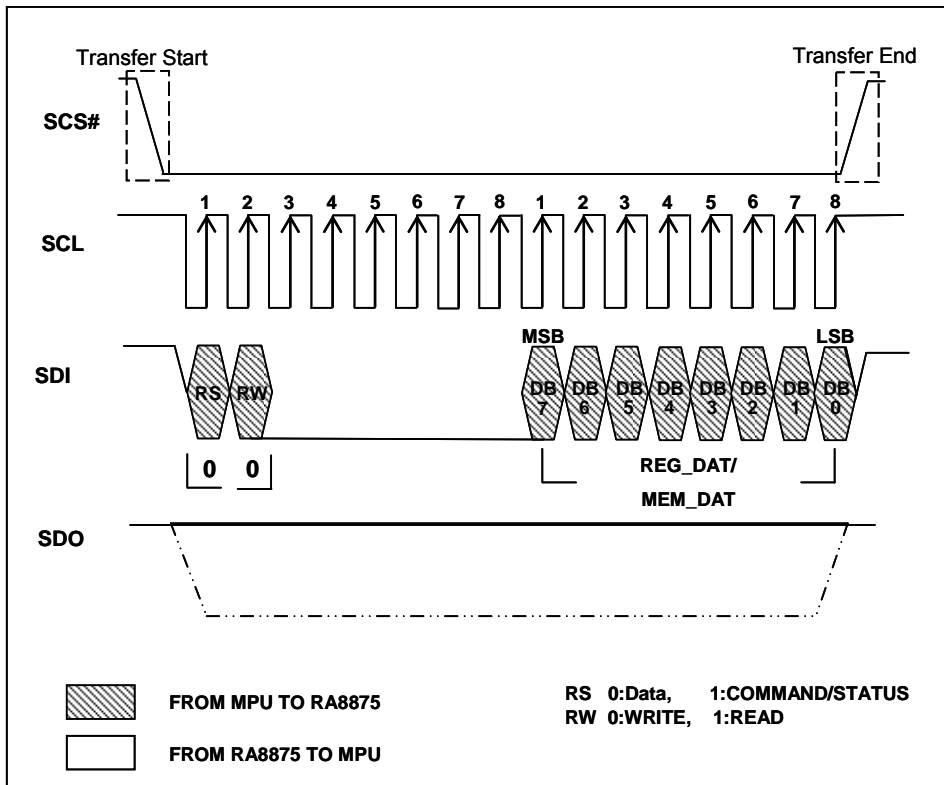 Transfer Start
Transfer End
SCS#
1 2 3 4 5 6 7 8 1 2 3 4 5 6 7 8
SCL
MSB LSB
SDI
RS RW DB 7 DB 6 DB 5 DB 4 DB 3 DB 2 DB 1 DB 0
0 0
REG_DAT/
MEM_DAT
SDO
FROM MPU TO RA8875
RS 0:Data, 1:COMMAND/STATUS
RW 0:WRITE, 1:READ
FROM RA8875 TO MPU